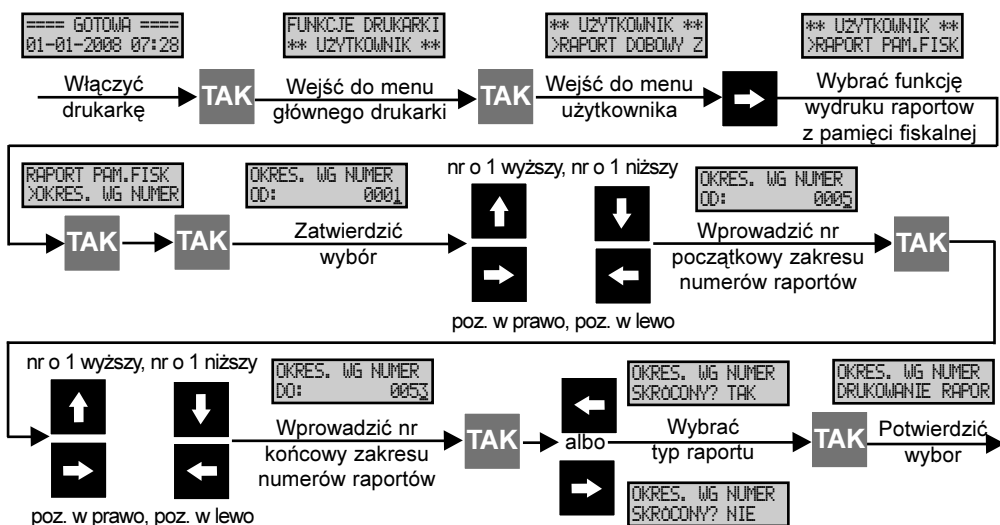 ==== GOTOWA ====
01-01-2008 07:28
FUNKCJE DRUKARKI
** UŻYTKOWNIK **
** UŻYTKOWNIK **
>RAPORT DOBOWY Z
** UŻYTKOWNIK **
>RAPORT PAM.FISK
Włączyć
drukarkę
TAK
Wejść do menu
głównego drukarki
TAK
Wejść do menu
użytkownika
Wybrać funkcję
wydruku raportow
z pamięci fiskalnej
RAPORT PAM.FISK
>OKRES. WG NUMER
OKRES. WG NUMER
OD: 0001
nr o 1 wyższy, nr o 1 niższy
OKRES. WG NUMER
OD: 0005
TAK
TAK
Zatwierdzić
wybór
Wprowadzić nr
początkowy zakresu
numerów raportów
TAK
poz. w prawo, poz. w lewo
nr o 1 wyższy, nr o 1 niższy
OKRES. WG NUMER
DO: 0053
OKRES. WG NUMER
SKRÓCONY? TAK
OKRES. WG NUMER
DRUKOWANIE RAPOR
Wprowadzić nr
końcowy zakresu
numerów raportów
TAK
albo
Wybrać
typ raportu
TAK
Potwierdzić
wybor
OKRES. WG NUMER
SKRÓCONY? NIE
poz. w prawo, poz. w lewo